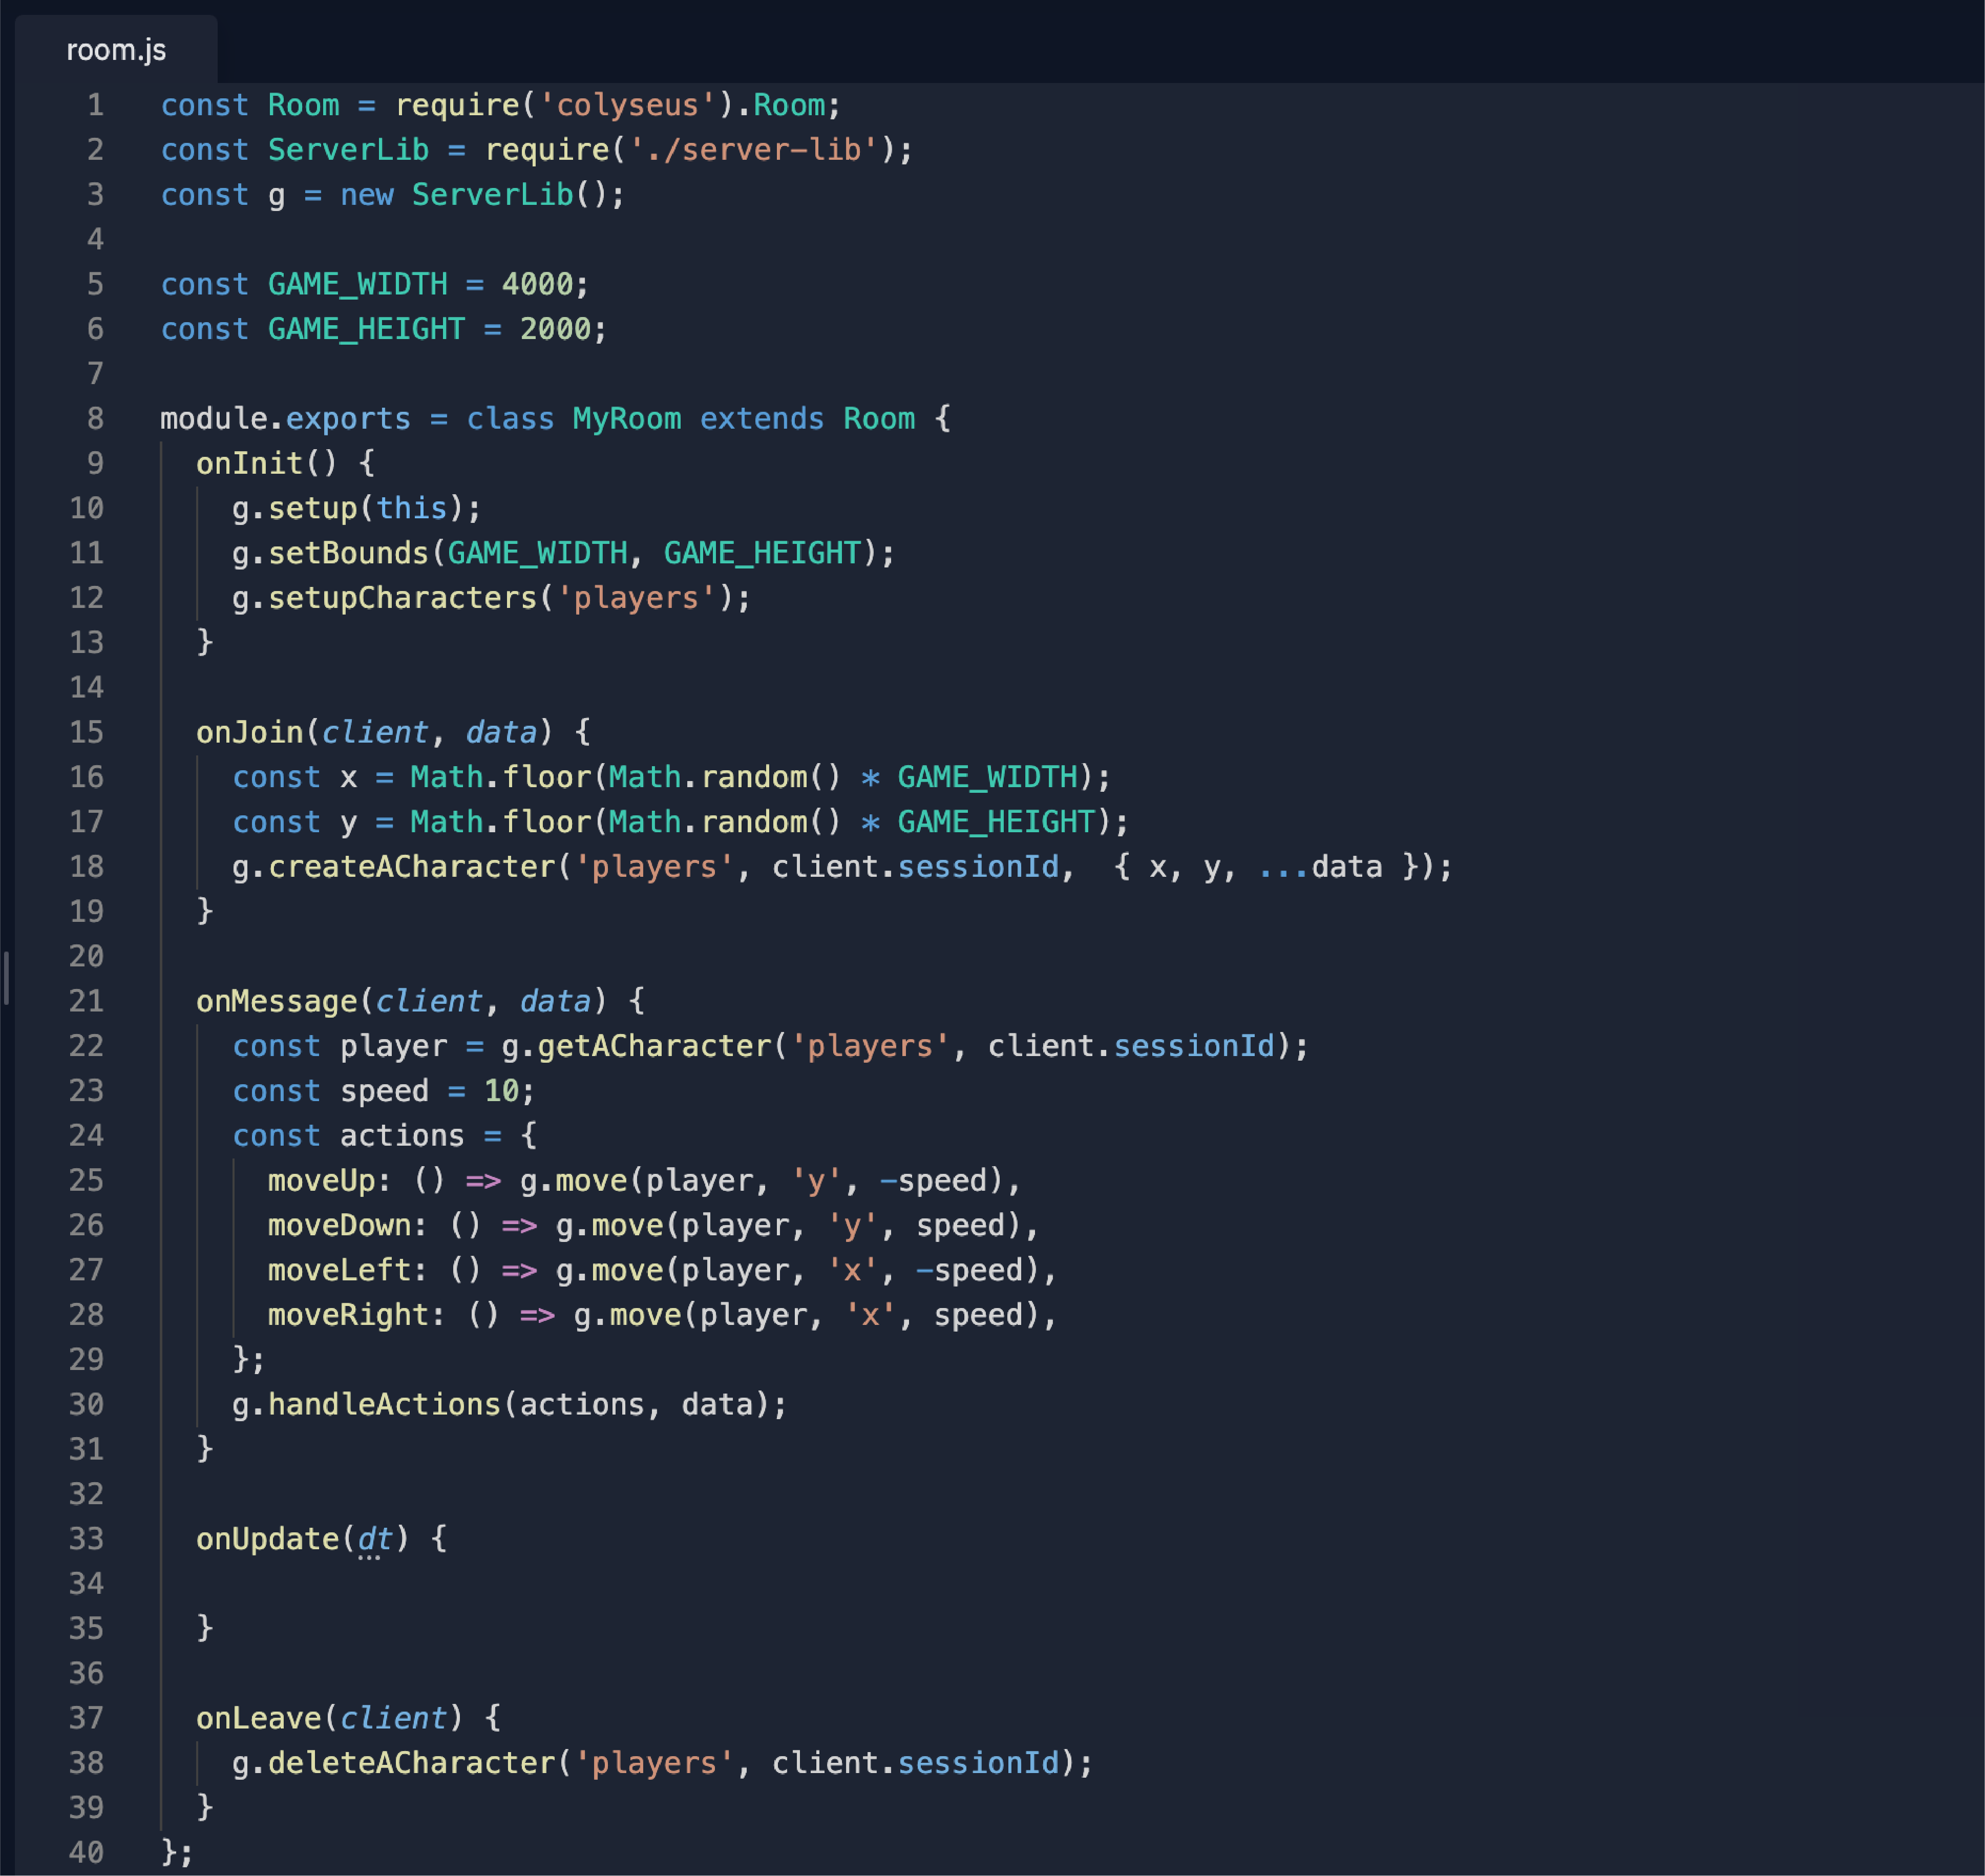 room.js
1 const Room = require('colyseus').Room;
2 const ServerLib = require('./server-lib');
3 const g = new ServerLib();
4
5 const GAME_WIDTH = 4000;
6 const GAME_HEIGHT = 2000;
7
8 module.exports = class MyRoom extends Room {
9   onInit() {
10     g.setup(this);
11     g.setBounds(GAME_WIDTH, GAME_HEIGHT);
12     g.setupCharacters('players');
13   }
14
15   onJoin(client, data) {
16     const x = Math.floor(Math.random() * GAME_WIDTH);
17     const y = Math.floor(Math.random() * GAME_HEIGHT);
18     g.createACharacter('players', client.sessionId,  { x, y, ...data });
19   }
20
21   onMessage(client, data) {
22     const player = g.getACharacter('players', client.sessionId);
23     const speed = 10;
24     const actions = {
25       moveUp: () => g.move(player, 'y', -speed),
26       moveDown: () => g.move(player, 'y', speed),
27       moveLeft: () => g.move(player, 'x', -speed),
28       moveRight: () => g.move(player, 'x', speed),
29     };
30     g.handleActions(actions, data);
31   }
32
33   onUpdate(dt) {
34
35   }
36
37   onLeave(client) {
38     g.deleteACharacter('players', client.sessionId);
39   }
40 };